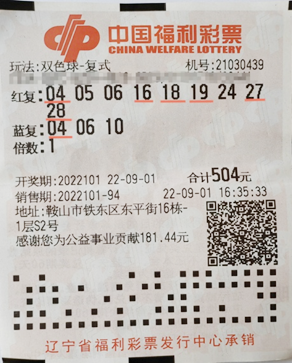 中国福利彩票
CHINA WELFARE LOTTERY
玩法:双色球-复式 机号:21030439
红复:04 05 06 16 18 19 24 27
28
蓝复:04 06 10
倍数:1
开奖期:2022101 22-09-01 合计504元
销售期:2022101-94 22-09-01 16:35:33
地址:鞍山市铁东区东平街16栋-
1层S2号
感谢您为公益事业贡献181.44元
辽宁省福利彩票发行中心承销